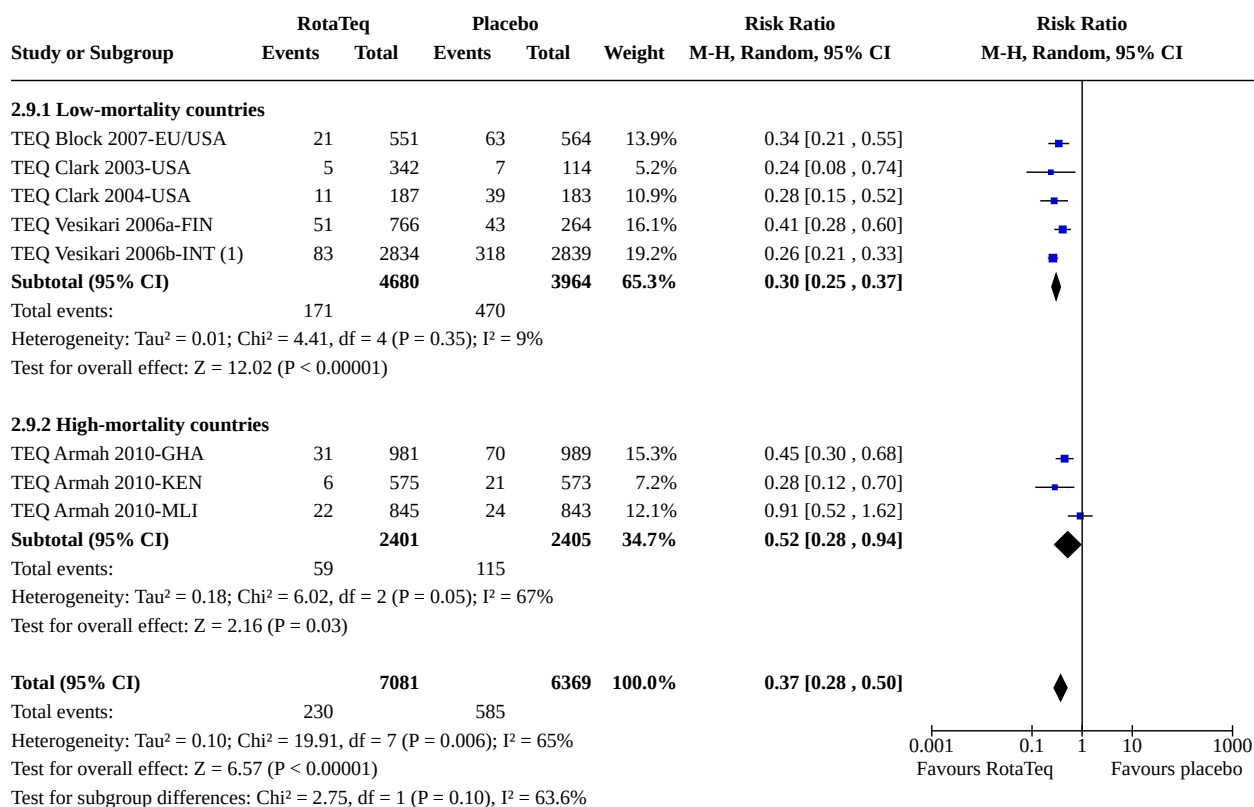 RotaTeq Placebo Risk Ratio Risk Ratio
Study or Subgroup Events Total Events Total Weight M-H, Random, 95% CI M-H, Random, 95% CI
2.9.1 Low-mortality countries
TEQ Block 2007-EU/USA 21 551 63 564 13.9% 0.34 [0.21 , 0.55]
TEQ Clark 2003-USA 5 342 7 114 5.2% 0.24 [0.08 , 0.74]
TEQ Clark 2004-USA 11 187 39 183 10.9% 0.28 [0.15 , 0.52]
TEQ Vesikari 2006a-FIN 51 766 43 264 16.1% 0.41 [0.28 , 0.60]
TEQ Vesikari 2006b-INT (1) 83 2834 318 2839 19.2% 0.26 [0.21 , 0.33]
Subtotal (95% CI) 4680 3964 65.3% 0.30 [0.25 , 0.37]
Total events: 171 470
Heterogeneity: Tau² = 0.01; Chi² = 4.41, df = 4 (P = 0.35); I² = 9%
Test for overall effect: Z = 12.02 (P < 0.00001)
2.9.2 High-mortality countries
TEQ Armah 2010-GHA 31 981 70 989 15.3% 0.45 [0.30 , 0.68]
TEQ Armah 2010-KEN 6 575 21 573 7.2% 0.28 [0.12 , 0.70]
TEQ Armah 2010-MLI 22 845 24 843 12.1% 0.91 [0.52 , 1.62]
Subtotal (95% CI) 2401 2405 34.7% 0.52 [0.28 , 0.94]
Total events: 59 115
Heterogeneity: Tau² = 0.18; Chi² = 6.02, df = 2 (P = 0.05); I² = 67%
Test for overall effect: Z = 2.16 (P = 0.03)
Total (95% CI) 7081 6369 100.0% 0.37 [0.28 , 0.50]
Total events: 230 585
Heterogeneity: Tau² = 0.10; Chi² = 19.91, df = 7 (P = 0.006); I² = 65%
0.001 0.1 1 10 1000
Test for overall effect: Z = 6.57 (P < 0.00001)
Favours RotaTeq Favours placebo
Test for subgroup differences: Chi² = 2.75, df = 1 (P = 0.10), I² = 63.6%